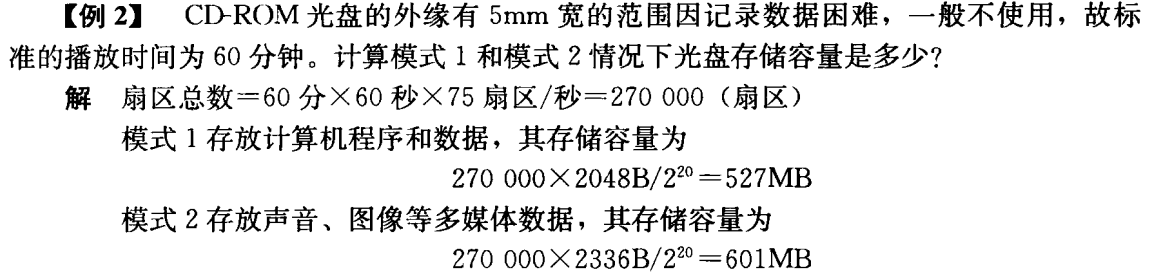 【例 2】 CD-ROM 光盘的外缘有 5mm 宽的范围因记录数据困难，一般不使用，故标
准的播放时间为 60 分钟。计算模式 1 和模式 2 情况下光盘存储容量是多少?
解 扇区总数=60 分×60 秒×75 扇区/秒=270 000（扇区）
模式 1 存放计算机程序和数据，其存储容量为
270 000×2048B/2²⁰=527MB
模式 2 存放声音、图像等多媒体数据，其存储容量为
270 000×2336B/2²⁰=601MB